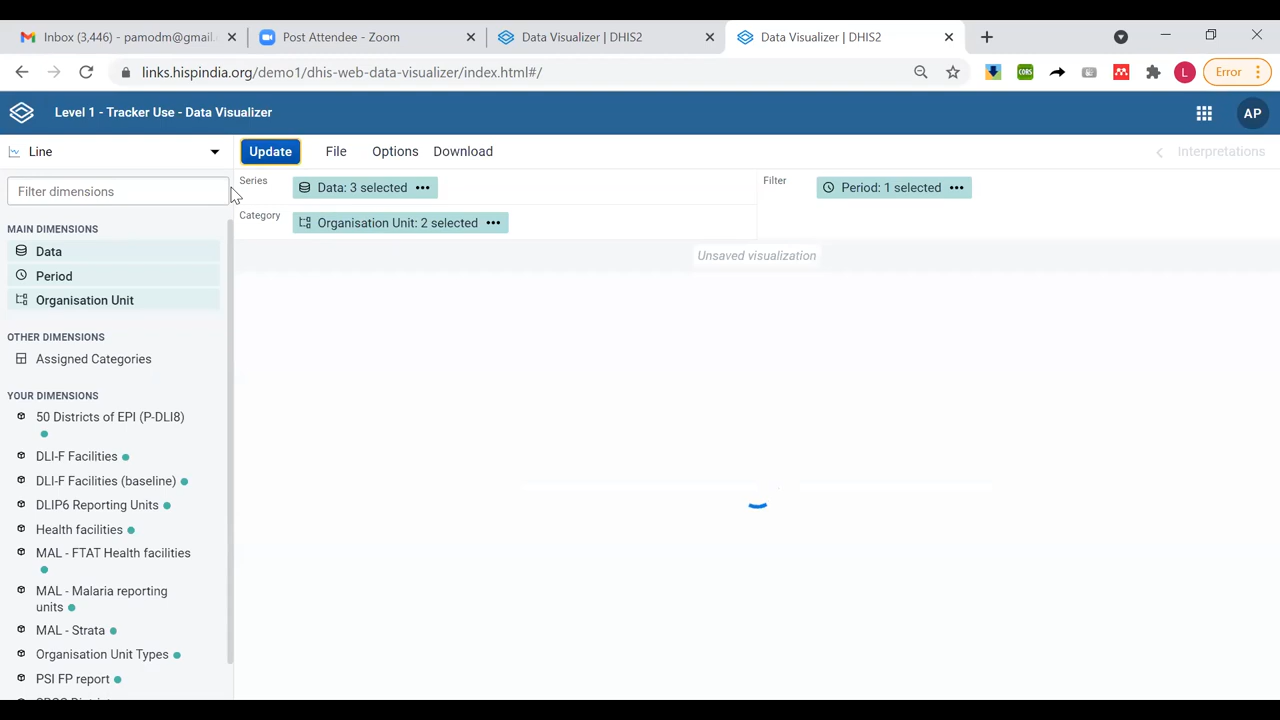 Inbox (3,446) - pamodm@gmail.
Post Attendee - Zoom
Data Visualizer | DHIS2
Data Visualizer | DHIS2
links.hispindia.org/demo1/dhis-web-data-visualizer/index.html#/
CORS
L
Error
Level 1 - Tracker Use - Data Visualizer
AP
Line
Update
File
Options
Download
Interpretations
Filter dimensions
Series
Data: 3 selected
Filter
Period: 1 selected
Category
Organisation Unit: 2 selected
Unsaved visualization
MAIN DIMENSIONS
Data
Period
Organisation Unit
OTHER DIMENSIONS
Assigned Categories
YOUR DIMENSIONS
50 Districts of EPI (P-DLI8)
DLI-F Facilities
DLI-F Facilities (baseline)
DLIP6 Reporting Units
Health facilities
MAL - FTAT Health facilities
MAL - Malaria reporting
units
MAL - Strata
Organisation Unit Types
PSI FP report